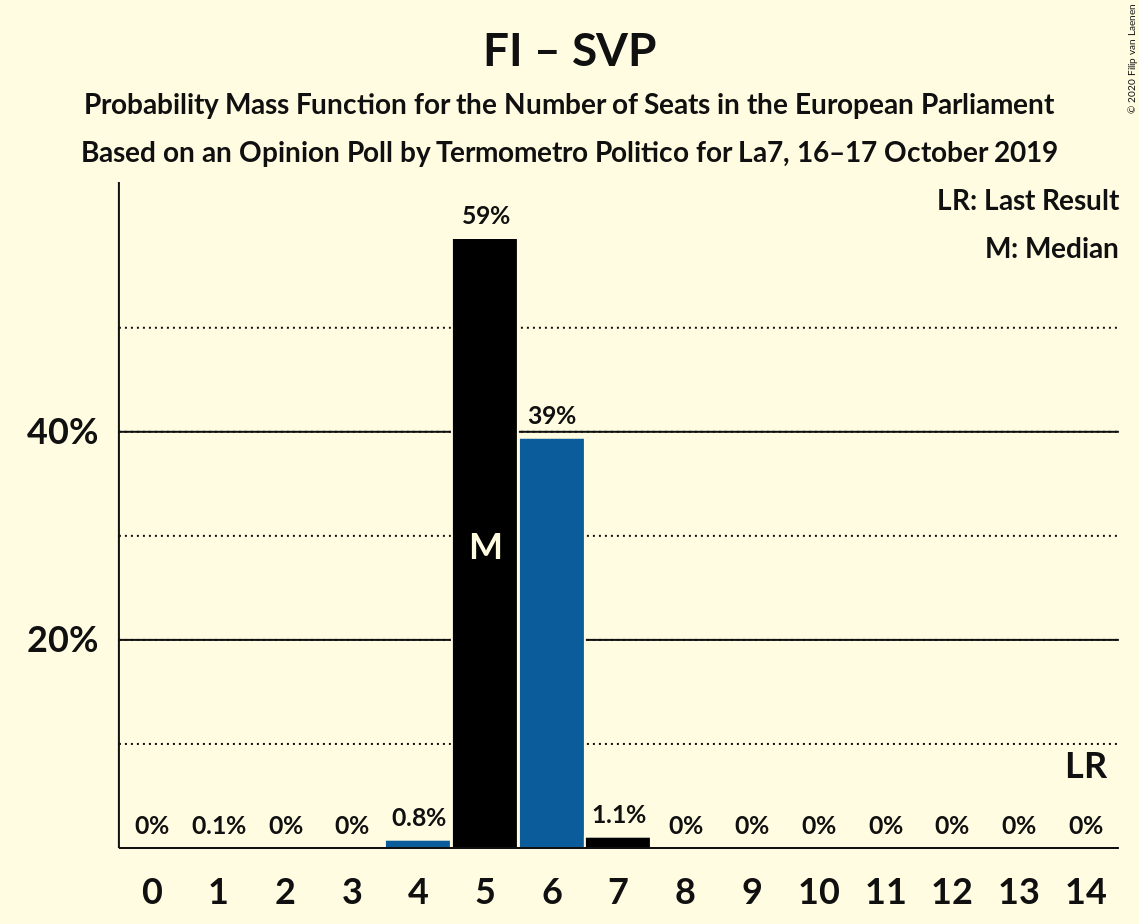 FI – SVP
Probability Mass Function for the Number of Seats in the European Parliament
Based on an Opinion Poll by Termometro Politico for La7, 16–17 October 2019
© 2020 Filip van Laenen
LR: Last Result
M: Median
59%
39%
40%
M
20%
LR
0% 0.1% 0% 0% 0.8% 1.1% 0% 0% 0% 0% 0% 0% 0%
0 1 2 3 4 5 6 7 8 9 10 11 12 13 14